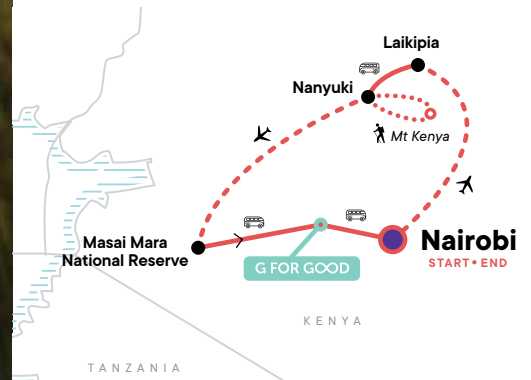 Laikipia
Nanyuki
Mt Kenya
Masai Mara
National Reserve
Nairobi
START•END
G FOR GOOD
KENYA
TANZANIA